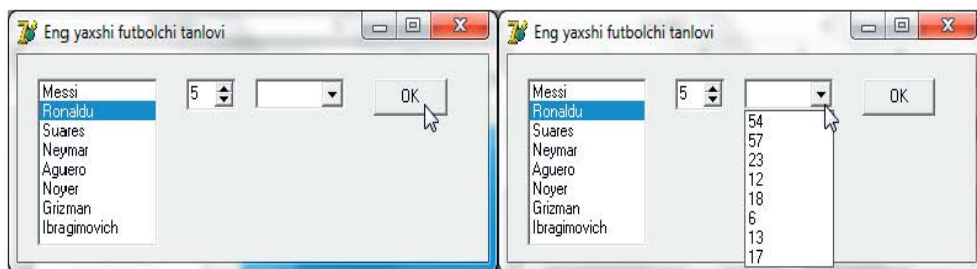 Eng yaxshi futbolchi tanlovi
Messi
Ronaldu
Suares
Neymar
Aguero
Noyer
Grizman
Ibragimovich
5
OK
Eng yaxshi futbolchi tanlovi
Messi
Ronaldu
Suares
Neymar
Aguero
Noyer
Grizman
Ibragimovich
5
54
57
23
12
18
6
13
17
OK